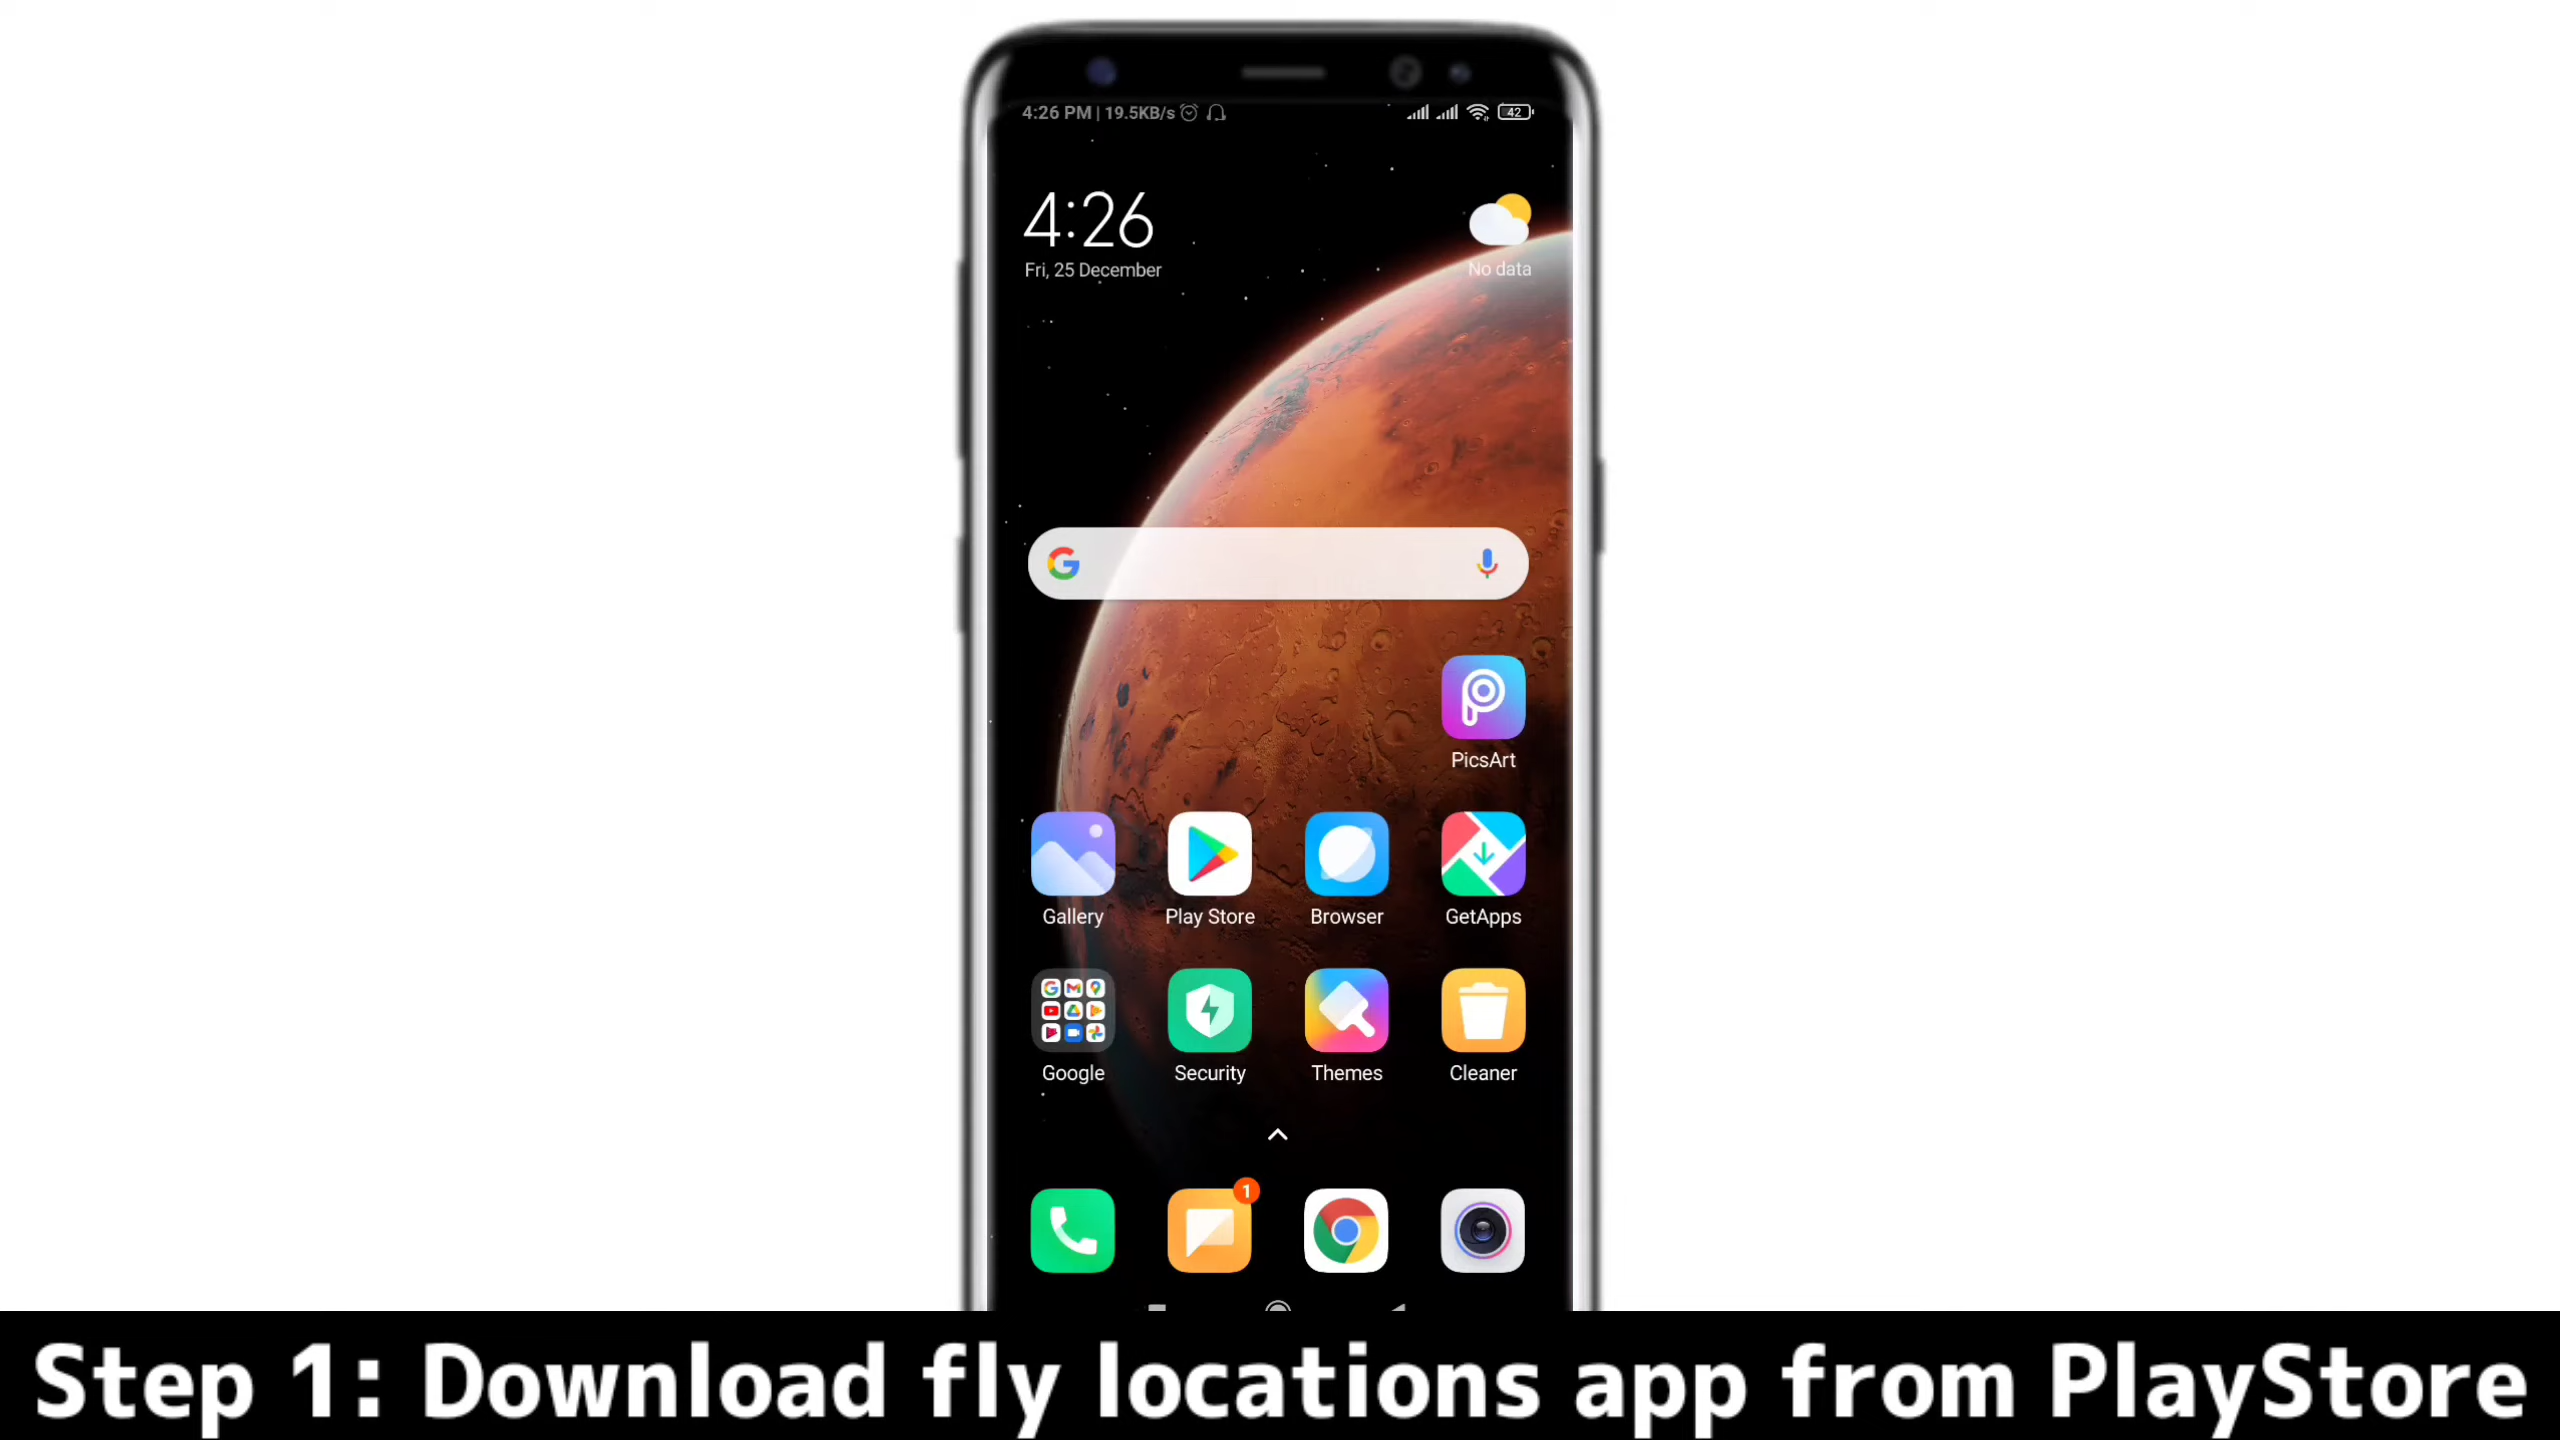 4:26 PM | 19.5KB/s
42
4:26
Fri, 25 December
No data
PicsArt
Gallery
Play Store
Browser
GetApps
Google
Security
Themes
Cleaner
1
Step 1: Download fly locations app from PlayStore